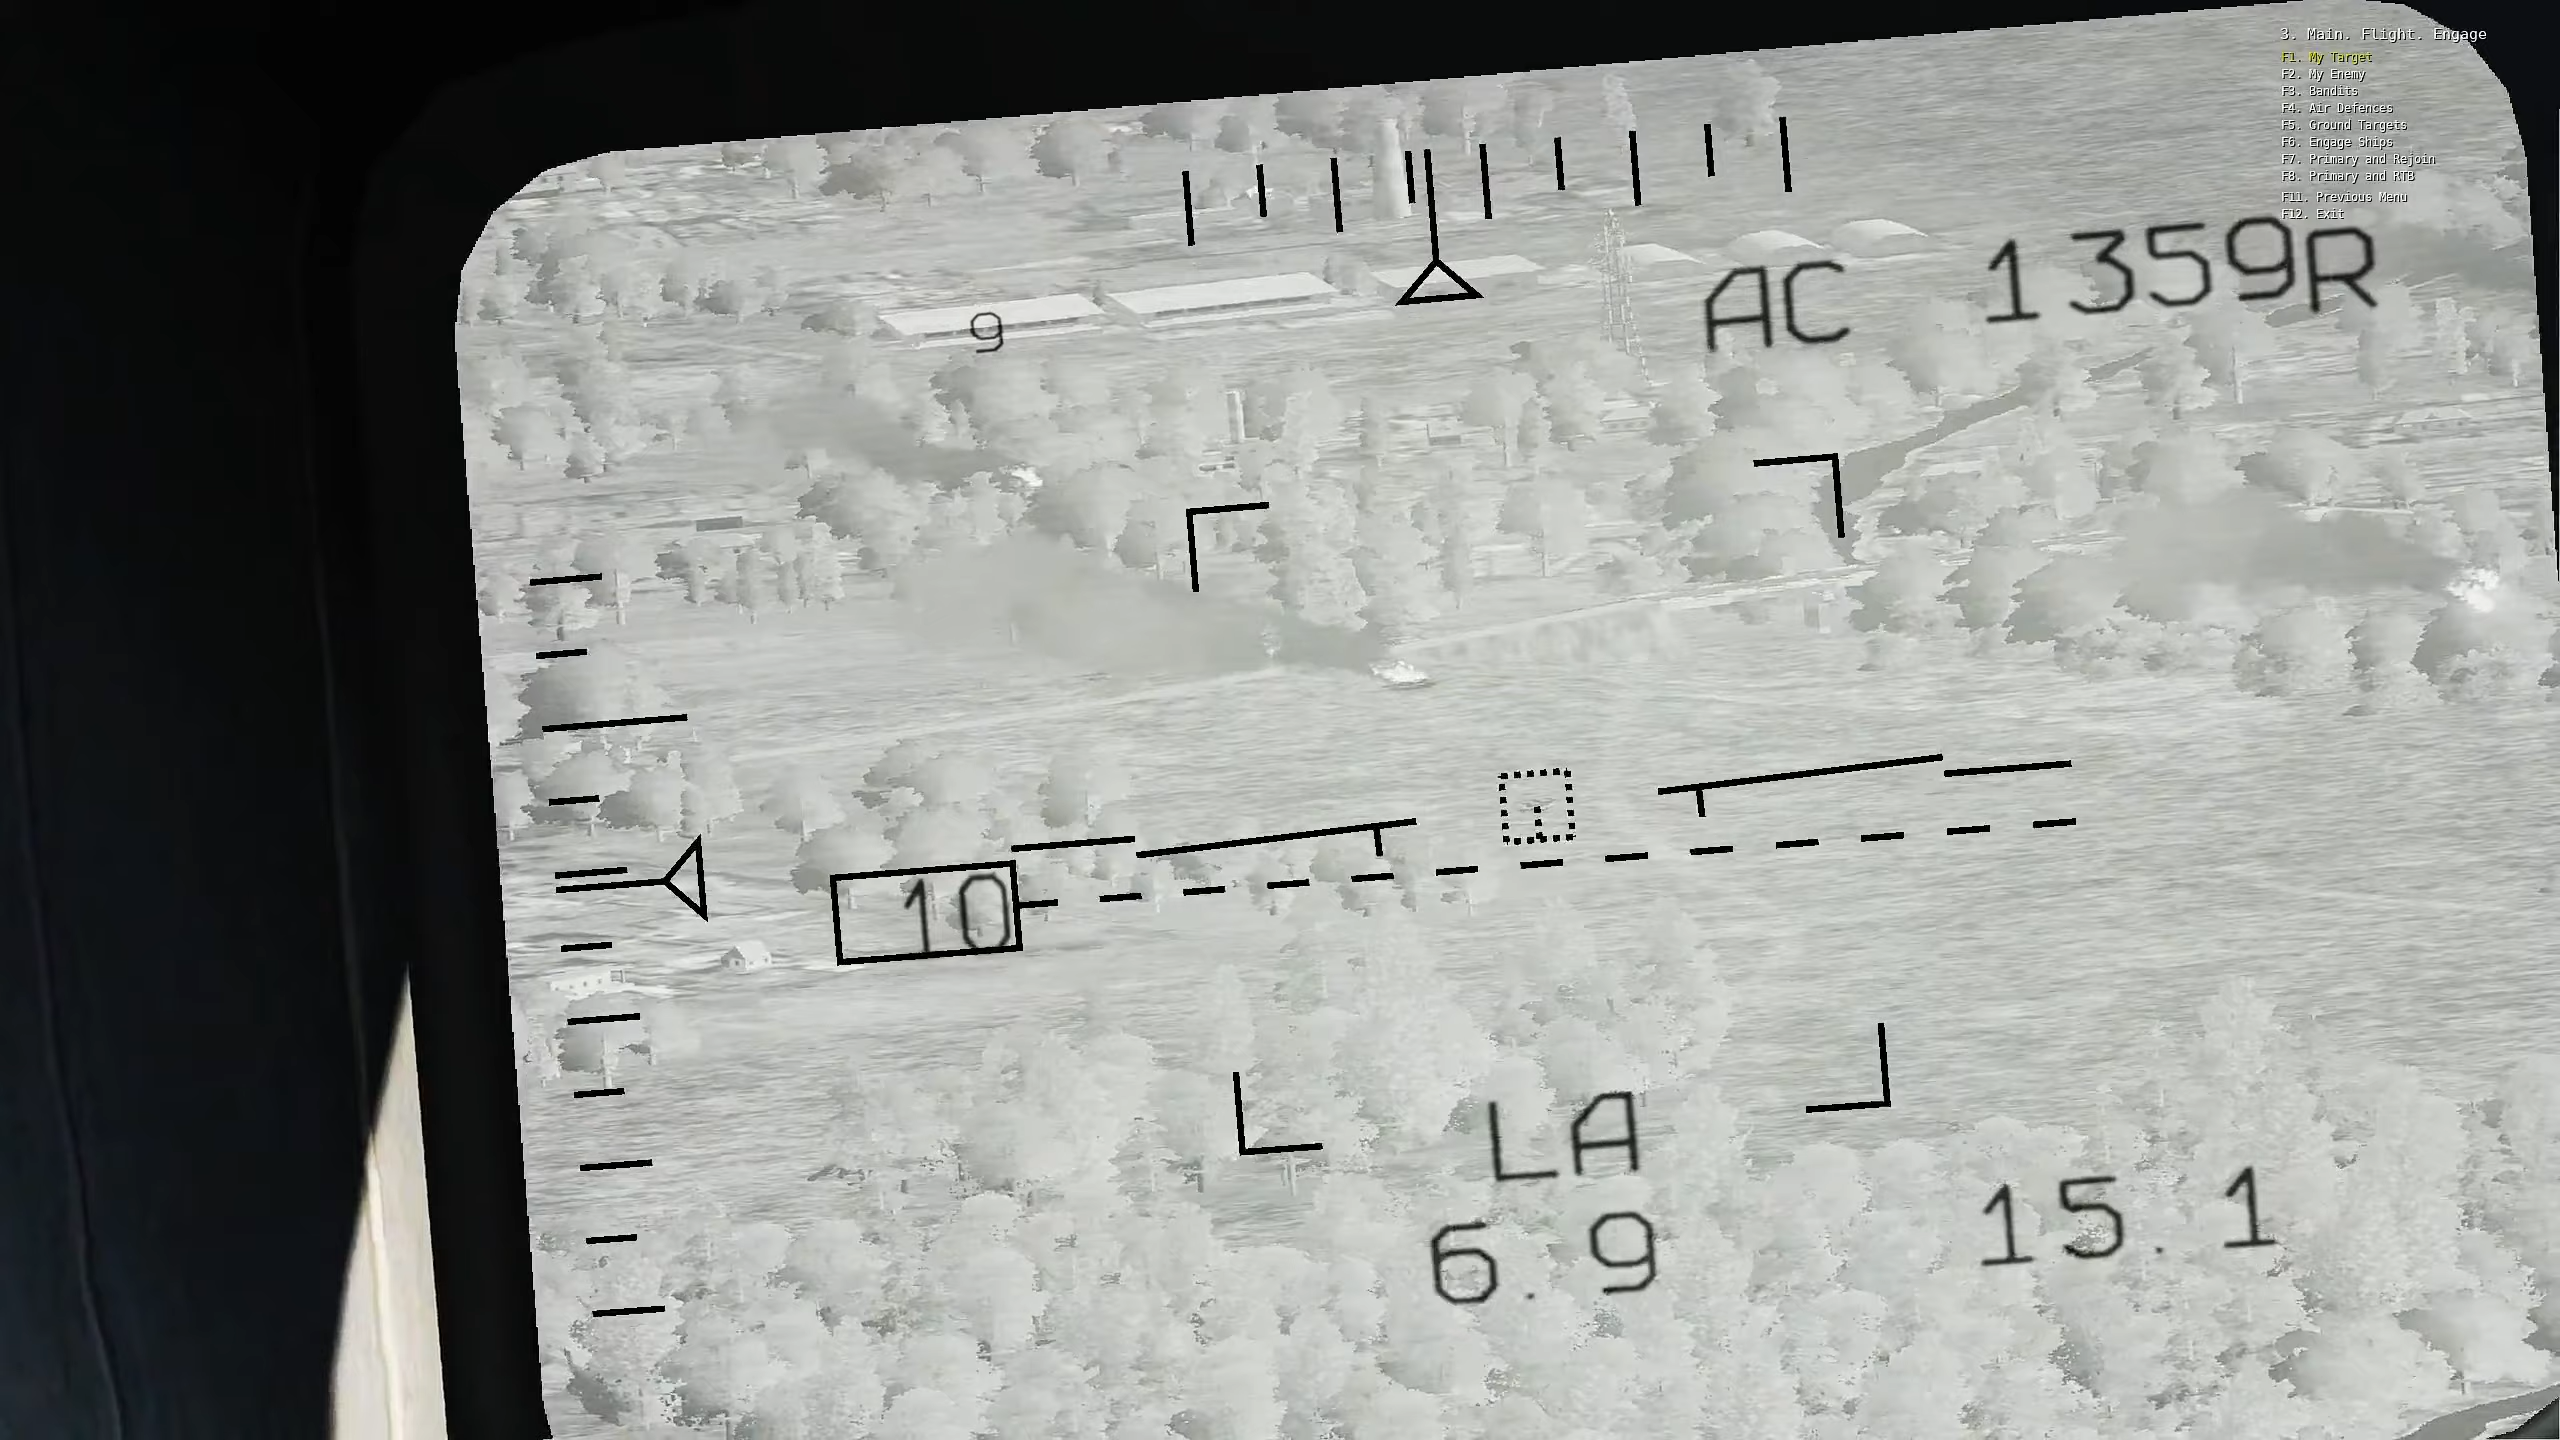 3. Main. Flight. Engage
F1. My Target
F2. My Enemy
F3. Bandits
F4. Air Defences
F5. Ground Targets
F6. Engage Ships
F7. Primary and Rejoin
F8. Primary and RTB
F11. Previous Menu
F12. Exit
AC 1359R
9
10
LA
6.9 15.1